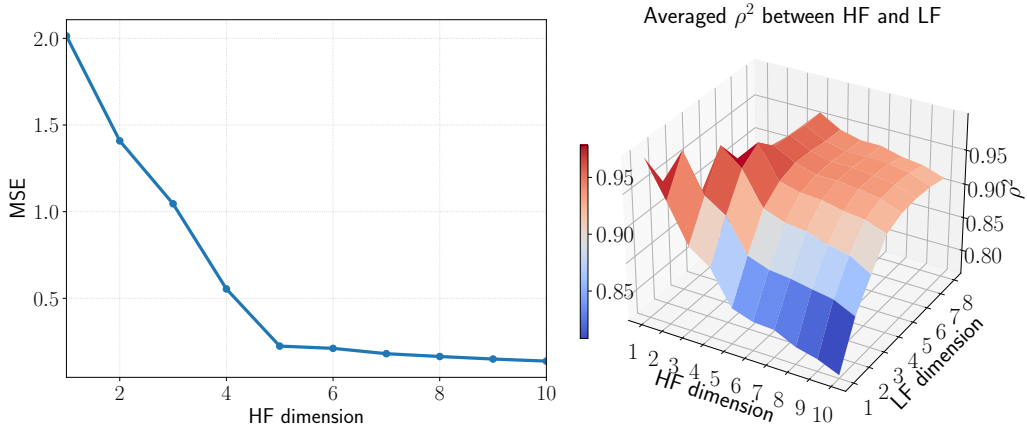 2.0
1.5
1.0
0.5
MSE
2
4
6
8
10
HF dimension
Averaged ρ² between HF and LF
0.95
0.90
0.85
0.95
0.90
0.85
0.80
ρ²
1 2 3 4 5 6 7 8 9 10
HF dimension
1 2 3 4 5 6 7 8
LF dimension